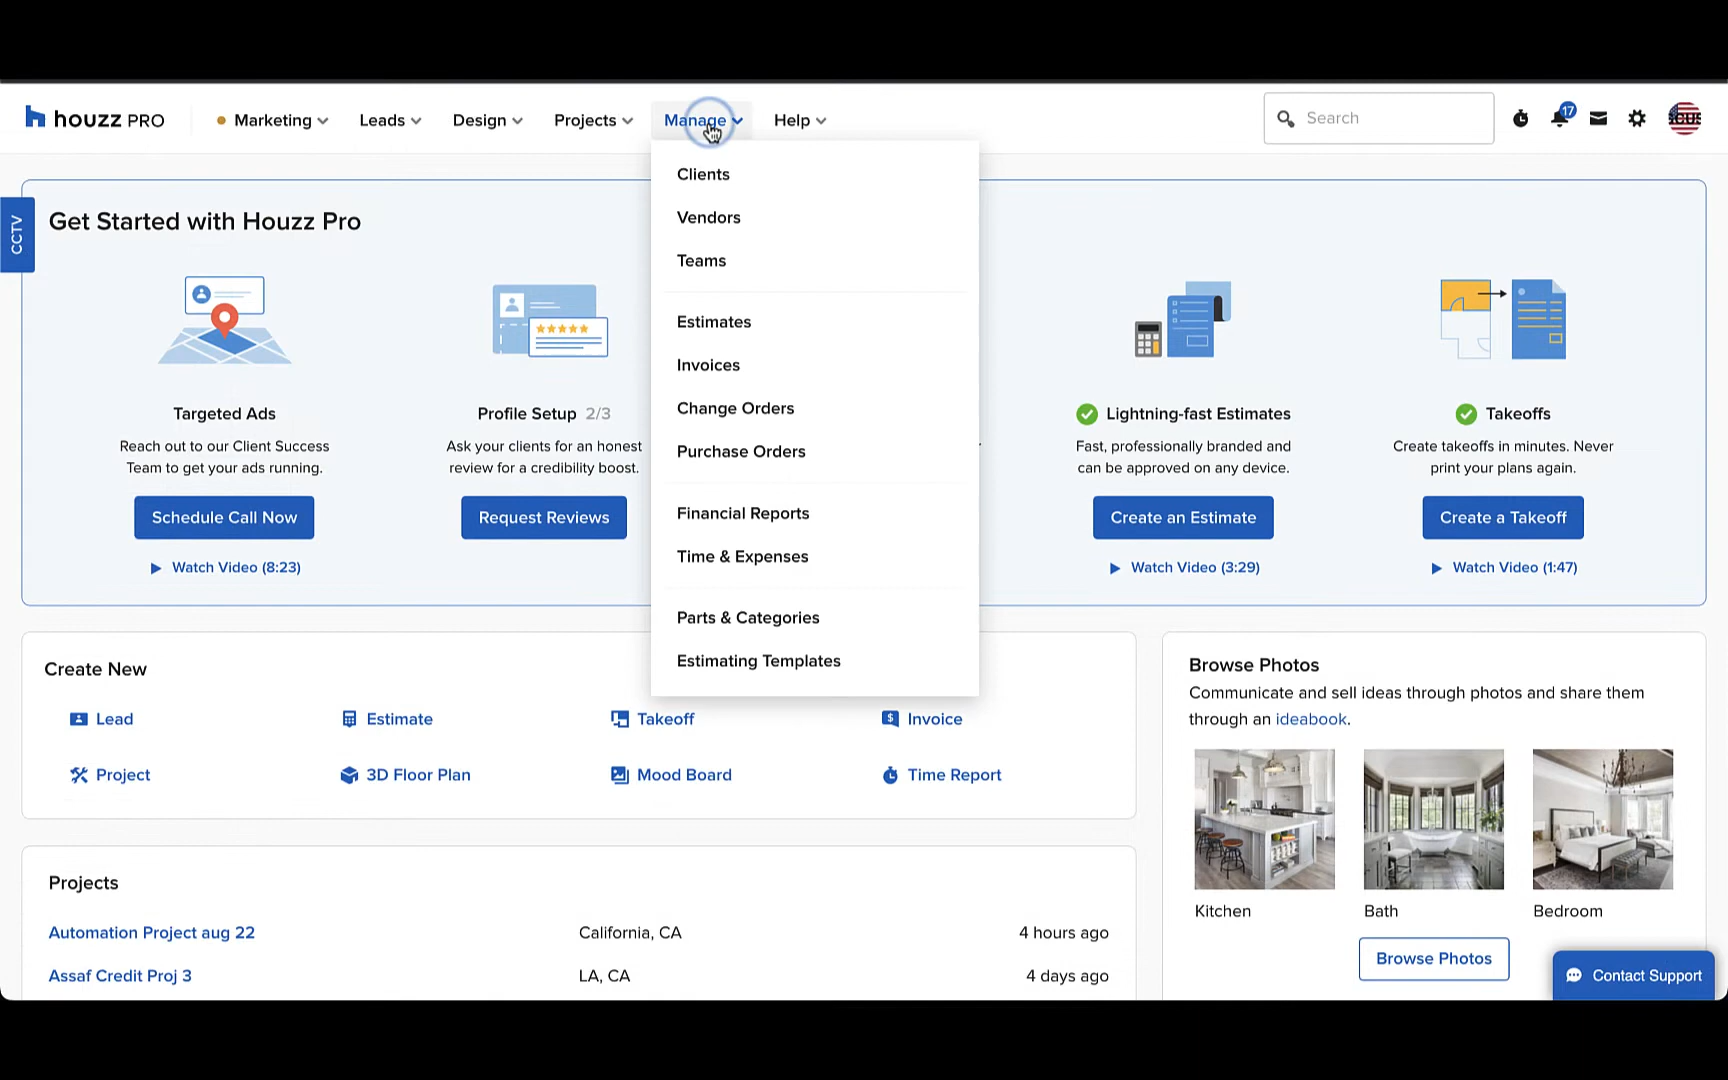 houzz PRO
Marketing
Leads
Design
Projects
Manage
Help
Search
17
Clients
Vendors
Teams
Estimates
Invoices
Change Orders
Purchase Orders
Financial Reports
Time & Expenses
Parts & Categories
Estimating Templates
CCTV
Get Started with Houzz Pro
Targeted Ads
Reach out to our Client Success
Team to get your ads running.
Schedule Call Now
Watch Video (8:23)
Profile Setup 2/3
Ask your clients for an honest
review for a credibility boost.
Request Reviews
Lightning-fast Estimates
Fast, professionally branded and
can be approved on any device.
Create an Estimate
Watch Video (3:29)
Takeoffs
Create takeoffs in minutes. Never
print your plans again.
Create a Takeoff
Watch Video (1:47)
Create New
Lead
Estimate
Takeoff
Invoice
Project
3D Floor Plan
Mood Board
Time Report
Projects
Automation Project aug 22 California, CA 4 hours ago
Assaf Credit Proj 3 LA, CA 4 days ago
Browse Photos
Communicate and sell ideas through photos and share them
through an ideabook.
Kitchen
Bath
Bedroom
Browse Photos
Contact Support